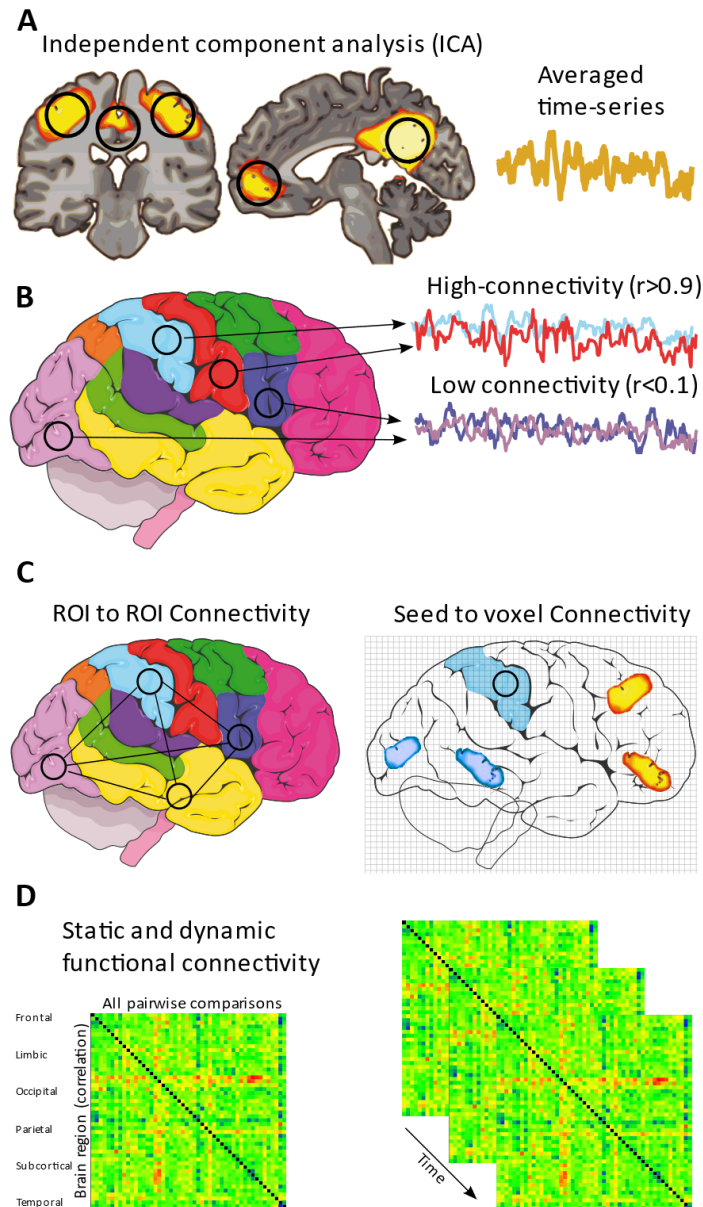 A
Independent component analysis (ICA)
Averaged
time-series
B
High-connectivity (r>0.9)
Low connectivity (r<0.1)
C
ROI to ROI Connectivity
Seed to voxel Connectivity
D
Static and dynamic
functional connectivity
All pairwise comparisons
Brain region (correlation)
Frontal
Limbic
Occipital
Parietal
Subcortical
Temporal
Time